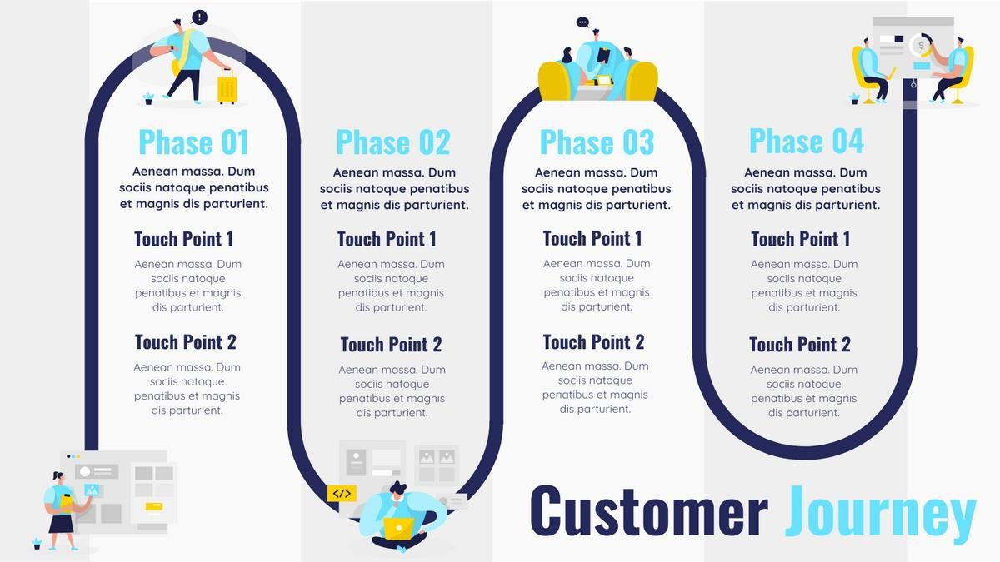 Phase 01
Aenean massa. Dum
sociis natoque penatibus
et magnis dis parturient.
Touch Point 1
Aenean massa. Dum
sociis natoque
penatibus et magnis
dis parturient.
Touch Point 2
Aenean massa. Dum
sociis natoque
penatibus et magnis
dis parturient.
Phase 02
Aenean massa. Dum
sociis natoque penatibus
et magnis dis parturient.
Touch Point 1
Aenean massa. Dum
sociis natoque
penatibus et magnis
dis parturient.
Touch Point 2
Aenean massa. Dum
sociis natoque
penatibus et magnis
dis parturient.
</>
Phase 03
Aenean massa. Dum
sociis natoque penatibus
et magnis dis parturient.
Touch Point 1
Aenean massa. Dum
sociis natoque
penatibus et magnis
dis parturient.
Touch Point 2
Aenean massa. Dum
sociis natoque
penatibus et magnis
dis parturient.
$
Phase 04
Aenean massa. Dum
sociis natoque penatibus
et magnis dis parturient.
Touch Point 1
Aenean massa. Dum
sociis natoque
penatibus et magnis
dis parturient.
Touch Point 2
Aenean massa. Dum
sociis natoque
penatibus et magnis
dis parturient.
Customer Journey